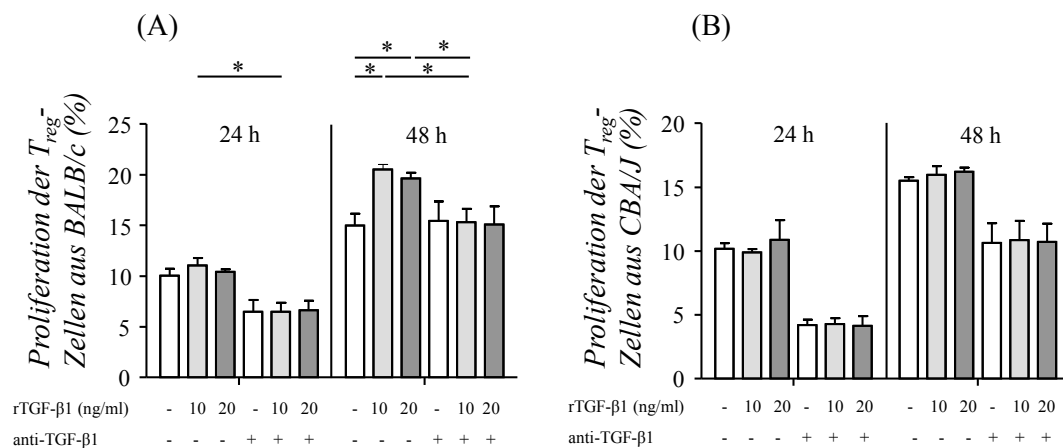 (A)
* 
* *
* *
Proliferation der Treg-
Zellen aus BALB/c (%)
25
20
15
10
5
0
24 h
48 h
rTGF-β1 (ng/ml) - 10 20 - 10 20 - 10 20 - 10 20
anti-TGF-β1 - - - + + + - - - + + +
(B)
Proliferation der Treg-
Zellen aus CBA/J (%)
20
15
10
5
0
24 h
48 h
rTGF-β1 (ng/ml) - 10 20 - 10 20 - 10 20 - 10 20
anti-TGF-β1 - - - + + + - - - + + +